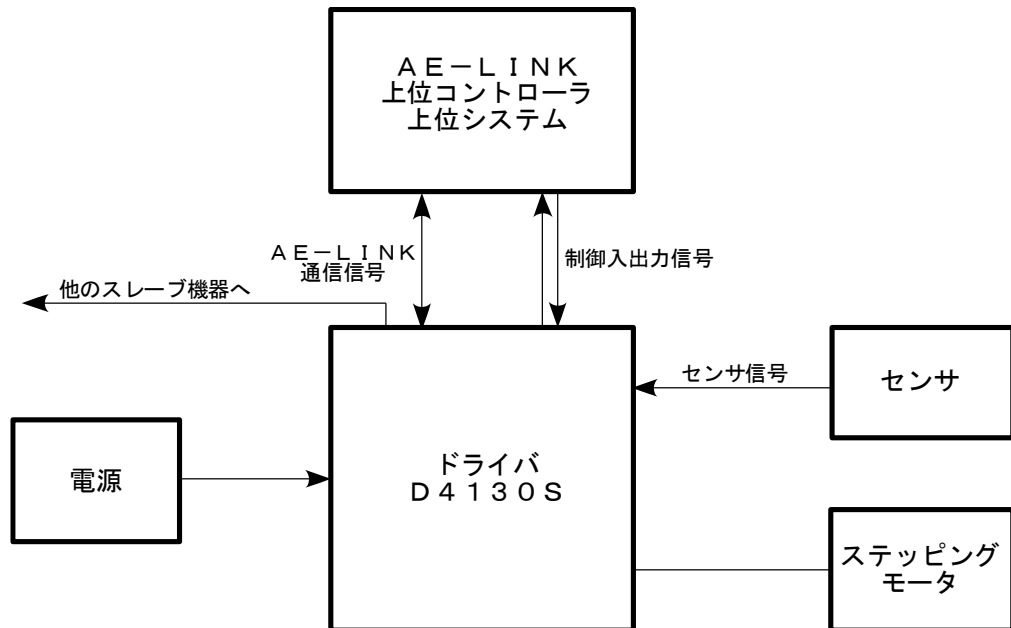 ＡＥ－ＬＩＮＫ
上位コントローラ
上位システム
ＡＥ－ＬＩＮＫ
通信信号
制御入出力信号
他のスレーブ機器へ
センサ信号
センサ
電源
ドライバ
Ｄ４１３０Ｓ
ステッピング
モータ